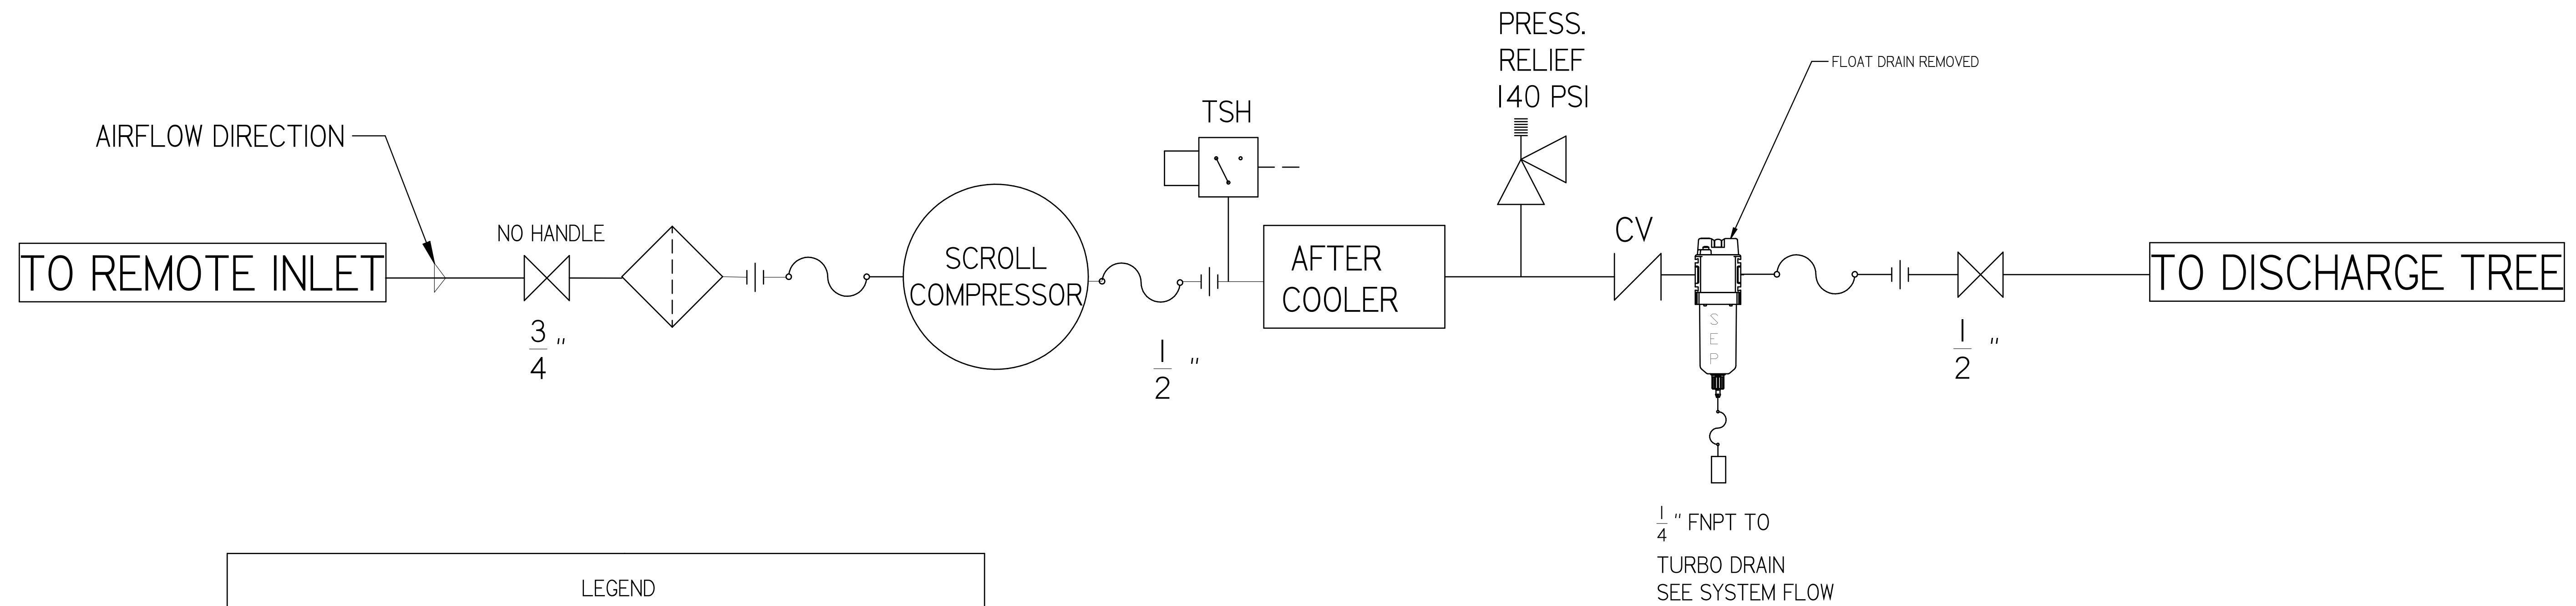 PRESS.
RELIEF
140 PSI
FLOAT DRAIN REMOVED
TSH
AIRFLOW DIRECTION
NO HANDLE
CV
TO REMOTE INLET
SCROLL
COMPRESSOR
AFTER
COOLER
TO DISCHARGE TREE
SEP
3/4 "
1/2 "
1/2 "
1/4 " FNPT TO
TURBO DRAIN
SEE SYSTEM FLOW
LEGEND